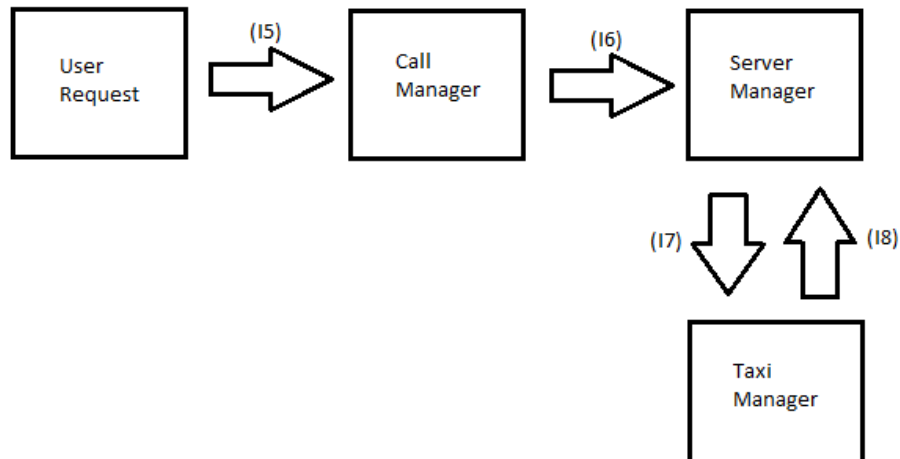 User
Request
(I5)
Call
Manager
(I6)
Server
Manager
(I7)
(I8)
Taxi
Manager